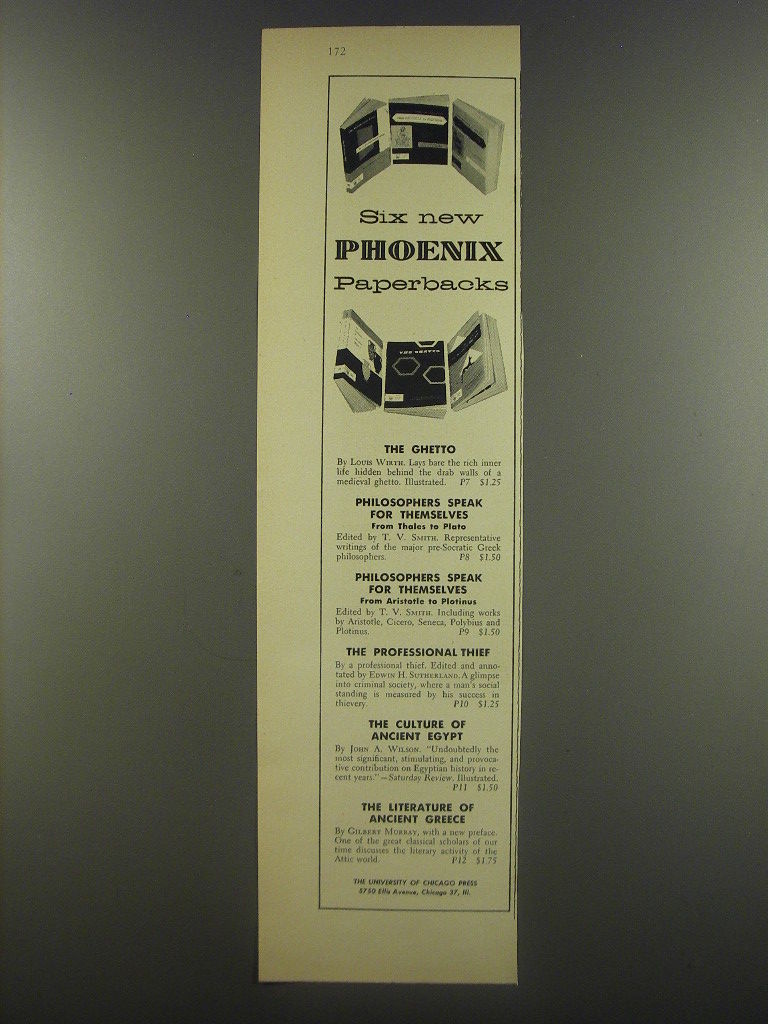 172
Six new
PHOENIX
Paperbacks
THE GHETTO
THE GHETTO
By LOUIS WIRTH. Lays bare the rich inner
life hidden behind the drab walls of a
medieval ghetto. Illustrated. P7 $1.25
PHILOSOPHERS SPEAK
FOR THEMSELVES
From Thales to Plato
Edited by T. V. SMITH. Representative
writings of the major pre-Socratic Greek
philosophers. P8 $1.50
PHILOSOPHERS SPEAK
FOR THEMSELVES
From Aristotle to Plotinus
Edited by T. V. SMITH. Including works
by Aristotle, Cicero, Seneca, Polybius and
Plotinus. P9 $1.50
THE PROFESSIONAL THIEF
By a professional thief. Edited and anno-
tated by EDWIN H. SUTHERLAND. A glimpse
into criminal society, where a man's social
standing is measured by his success in
thievery. P10 $1.25
THE CULTURE OF
ANCIENT EGYPT
By JOHN A. WILSON. "Undoubtedly the
most significant, stimulating, and provoca-
tive contribution on Egyptian history in re-
cent years."—Saturday Review. Illustrated.
P11 $1.50
THE LITERATURE OF
ANCIENT GREECE
By GILBERT MURRAY, with a new preface.
One of the great classical scholars of our
time discusses the literary activity of the
Attic world. P12 $1.75
THE UNIVERSITY OF CHICAGO PRESS
5750 Ellis Avenue, Chicago 37, Ill.